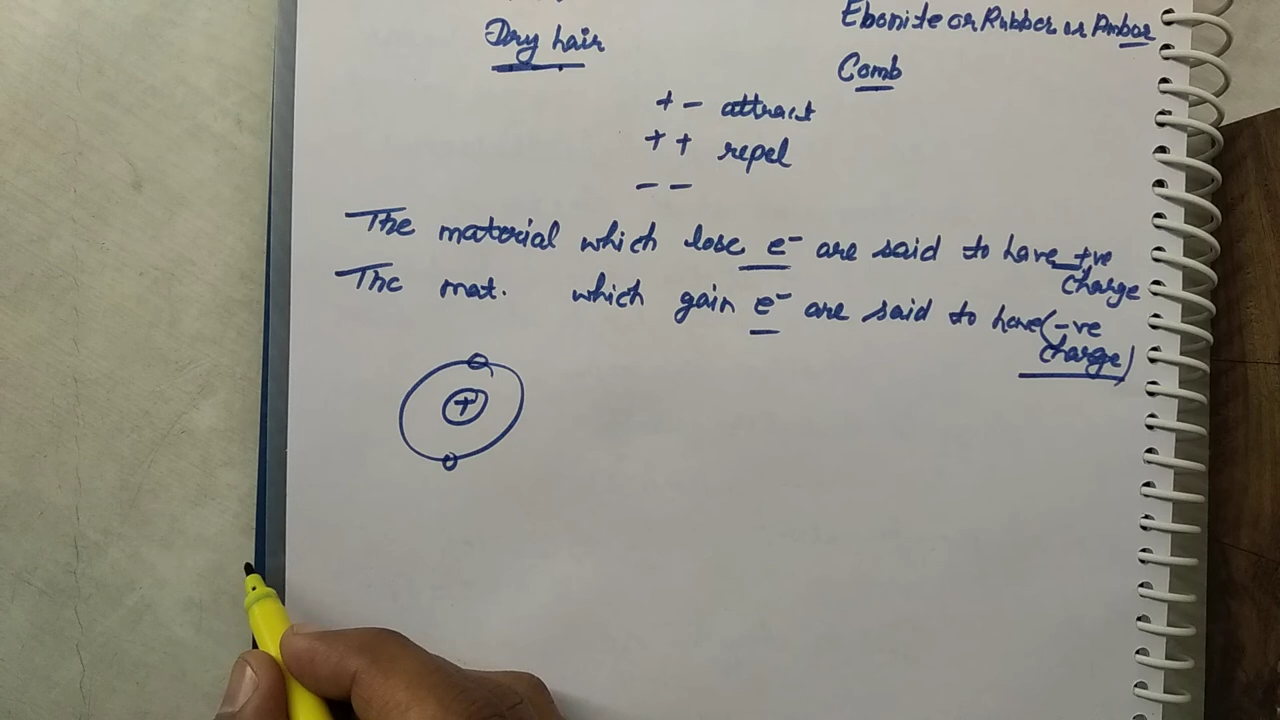 Dry hair
Ebonite or Rubber or Ambar
Comb
+ - attract
+ + repel
- -
The material which lose e⁻ are said to have +ve
charge
The mat. which gain e⁻ are said to have (-ve
charge)
+